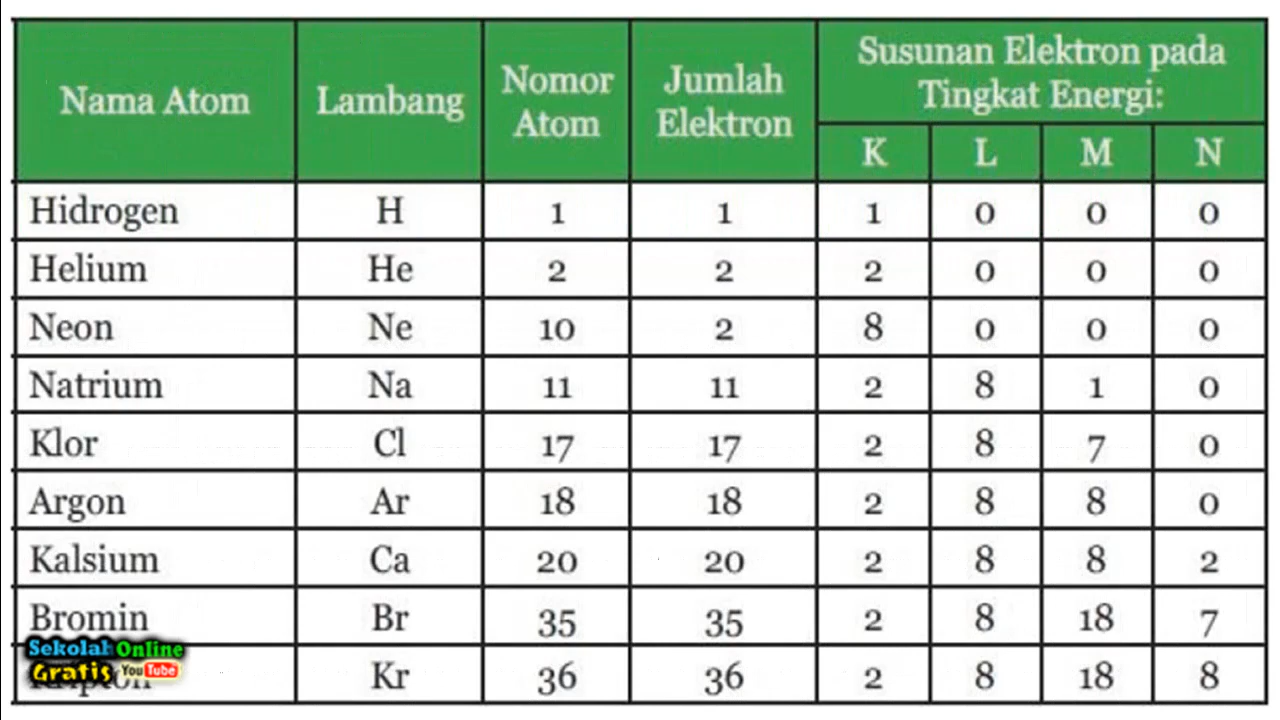 Nama Atom Lambang Nomor Atom Jumlah Elektron Susunan Elektron pada Tingkat Energi:
K L M N
Hidrogen H 1 1 1 0 0 0
Helium He 2 2 2 0 0 0
Neon Ne 10 2 8 0 0 0
Natrium Na 11 11 2 8 1 0
Klor Cl 17 17 2 8 7 0
Argon Ar 18 18 2 8 8 0
Kalsium Ca 20 20 2 8 8 2
Bromin Br 35 35 2 8 18 7
Kripton Kr 36 36 2 8 18 8
Sekolah Online
Gratis YouTube